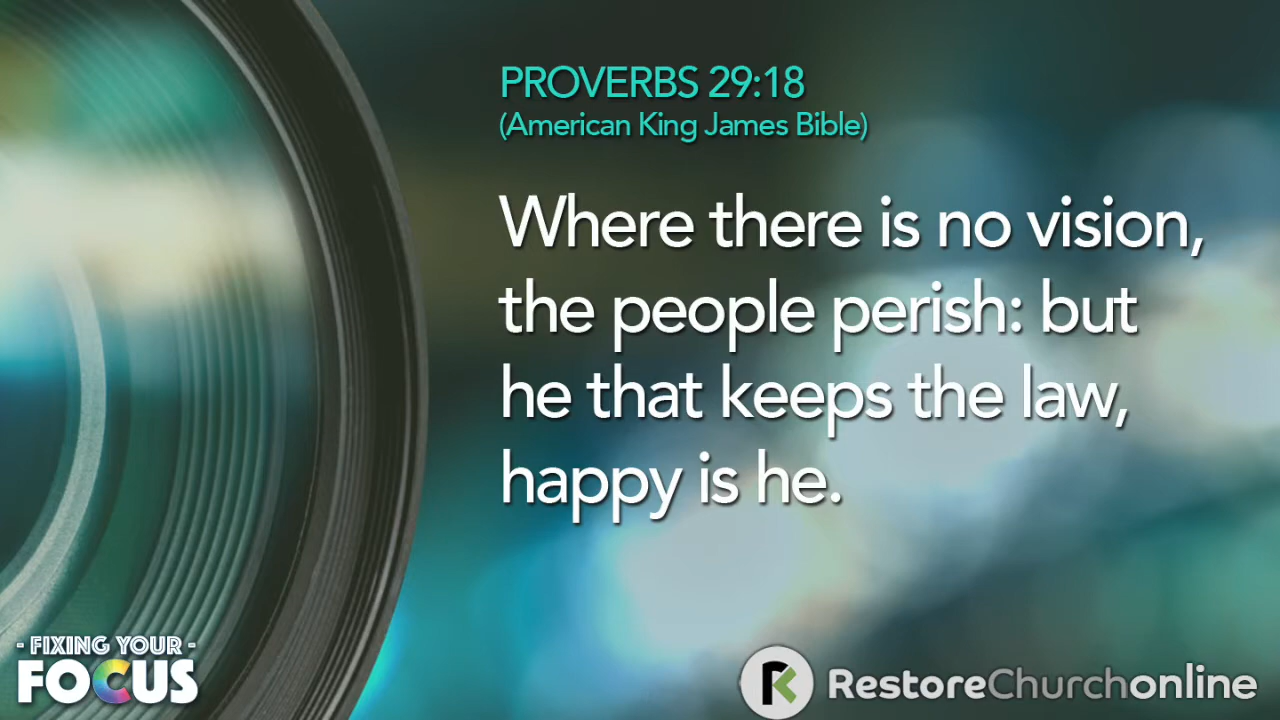 PROVERBS 29:18
(American King James Bible)
Where there is no vision,
the people perish: but
he that keeps the law,
happy is he.
- FIXING YOUR -
FOCUS
RestoreChurchonline